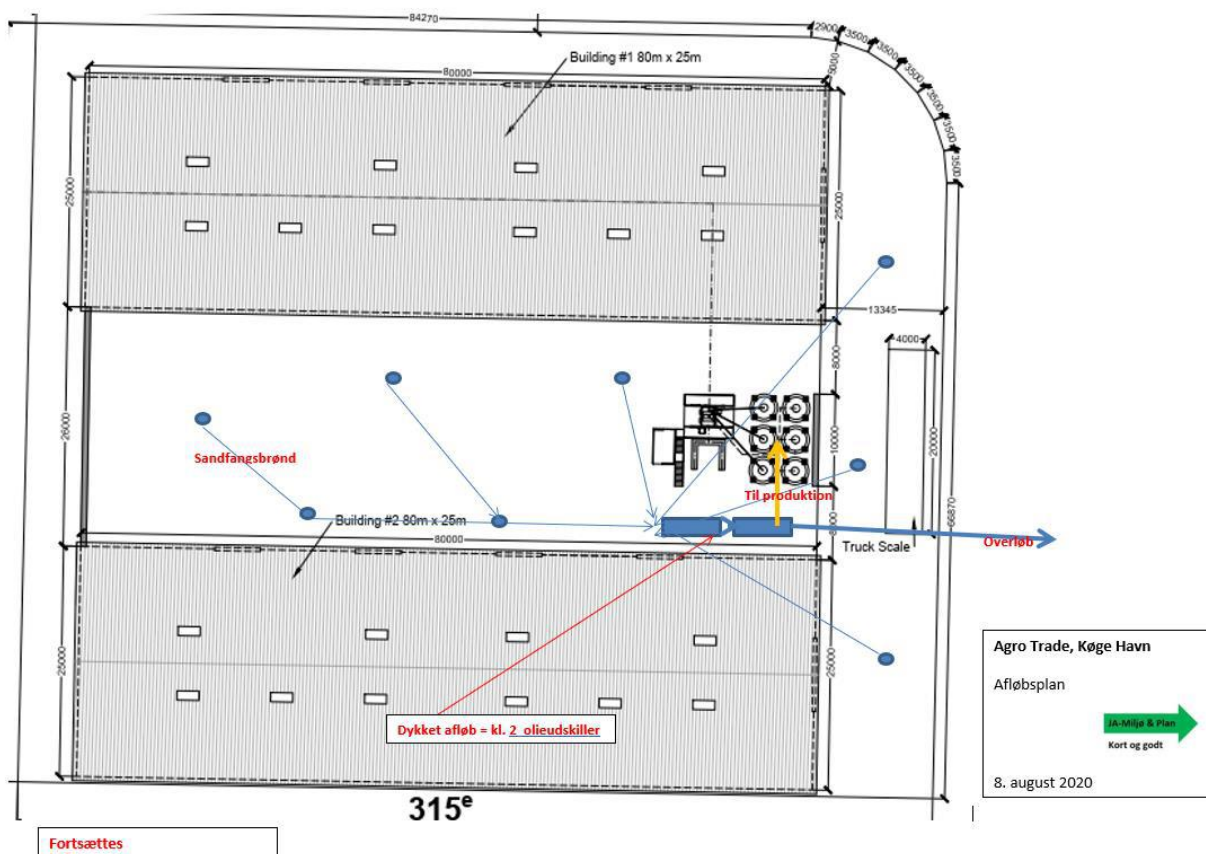 84270
2900
3500
3500
3500
3500
3500
3500
Building #1 80m x 25m
80000
5000
25000
25000
13345
4000
8000
26000
10000
20000
66870
Sandfangsbrønd
Til produktion
Building #2 80m x 25m
80000
8000
Truck Scale
Overløb
25000
25000
Dykket afløb = kl. 2 olieudskiller
315e
Agro Trade, Køge Havn
Afløbsplan
JA-Miljø & Plan
Kort og godt
8. august 2020
Fortsættes